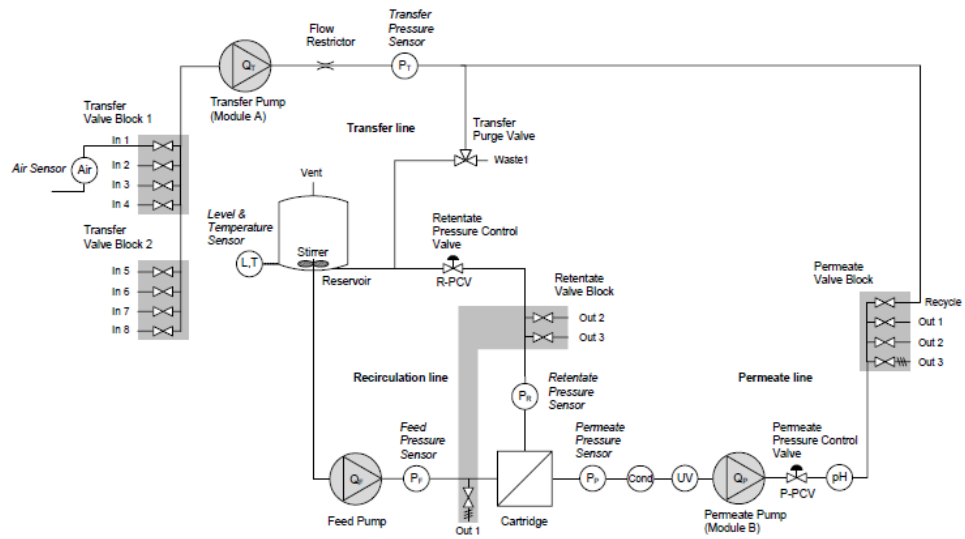 Flow
Restrictor
Transfer
Pressure
Sensor
QT
PT
Transfer Pump
(Module A)
Transfer
Valve Block 1
In 1
In 2
In 3
In 4
Air Sensor
Air
Transfer line
Transfer
Purge Valve
Waste1
Vent
Transfer
Valve Block 2
In 5
In 6
In 7
In 8
Level &
Temperature
Sensor
L,T
Stirrer
Reservoir
Retentate
Pressure Control
Valve
R-PCV
Retentate
Valve Block
Out 2
Out 3
Permeate
Valve Block
Recycle
Out 1
Out 2
Out 3
Recirculation line
Permeate line
PR
Retentate
Pressure
Sensor
Feed
Pressure
Sensor
Permeate
Pressure
Sensor
Permeate
Pressure Control
Valve
QF
PF
PP
Cond
UV
QP
P-PCV
pH
Feed Pump
Out 1
Cartridge
Permeate Pump
(Module B)